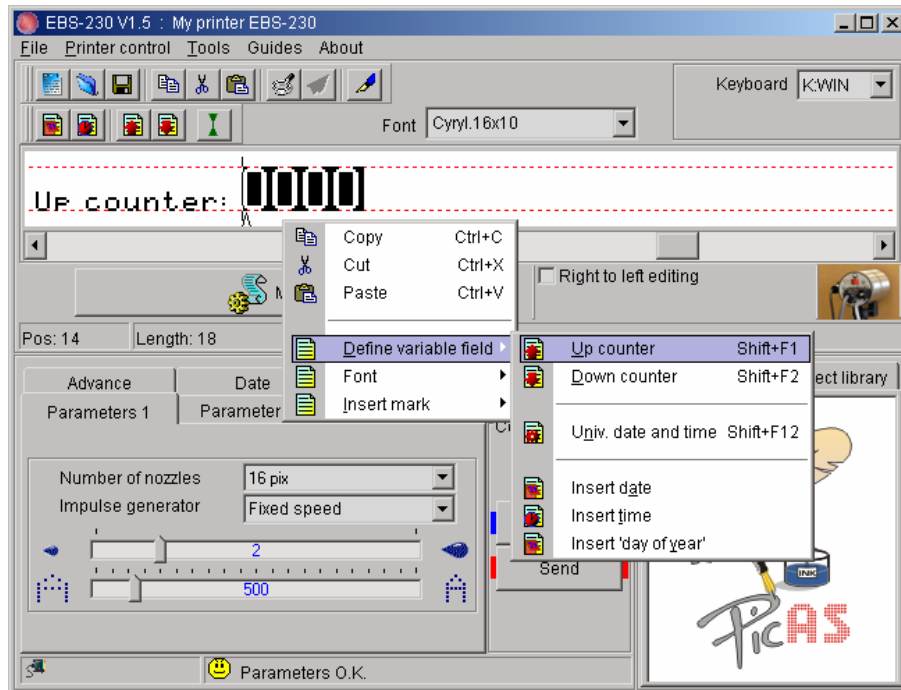 EBS-230 V1.5 : My printer EBS-230
File Printer control Tools Guides About
Keyboard K:WIN
Font Cyryl.16x10
Up counter:
Copy Ctrl+C
Cut Ctrl+X
Paste Ctrl+V
Right to left editing
Pos: 14 Length: 18
Define variable field
Up counter Shift+F1
Font
Down counter Shift+F2
Insert mark
Univ. date and time Shift+F12
Insert date
Insert time
Insert 'day of year'
Advance Date ect library
Parameters 1 Parameter
Number of nozzles 16 pix
Impulse generator Fixed speed
2
500
Send
INK
PicAS
Parameters O.K.